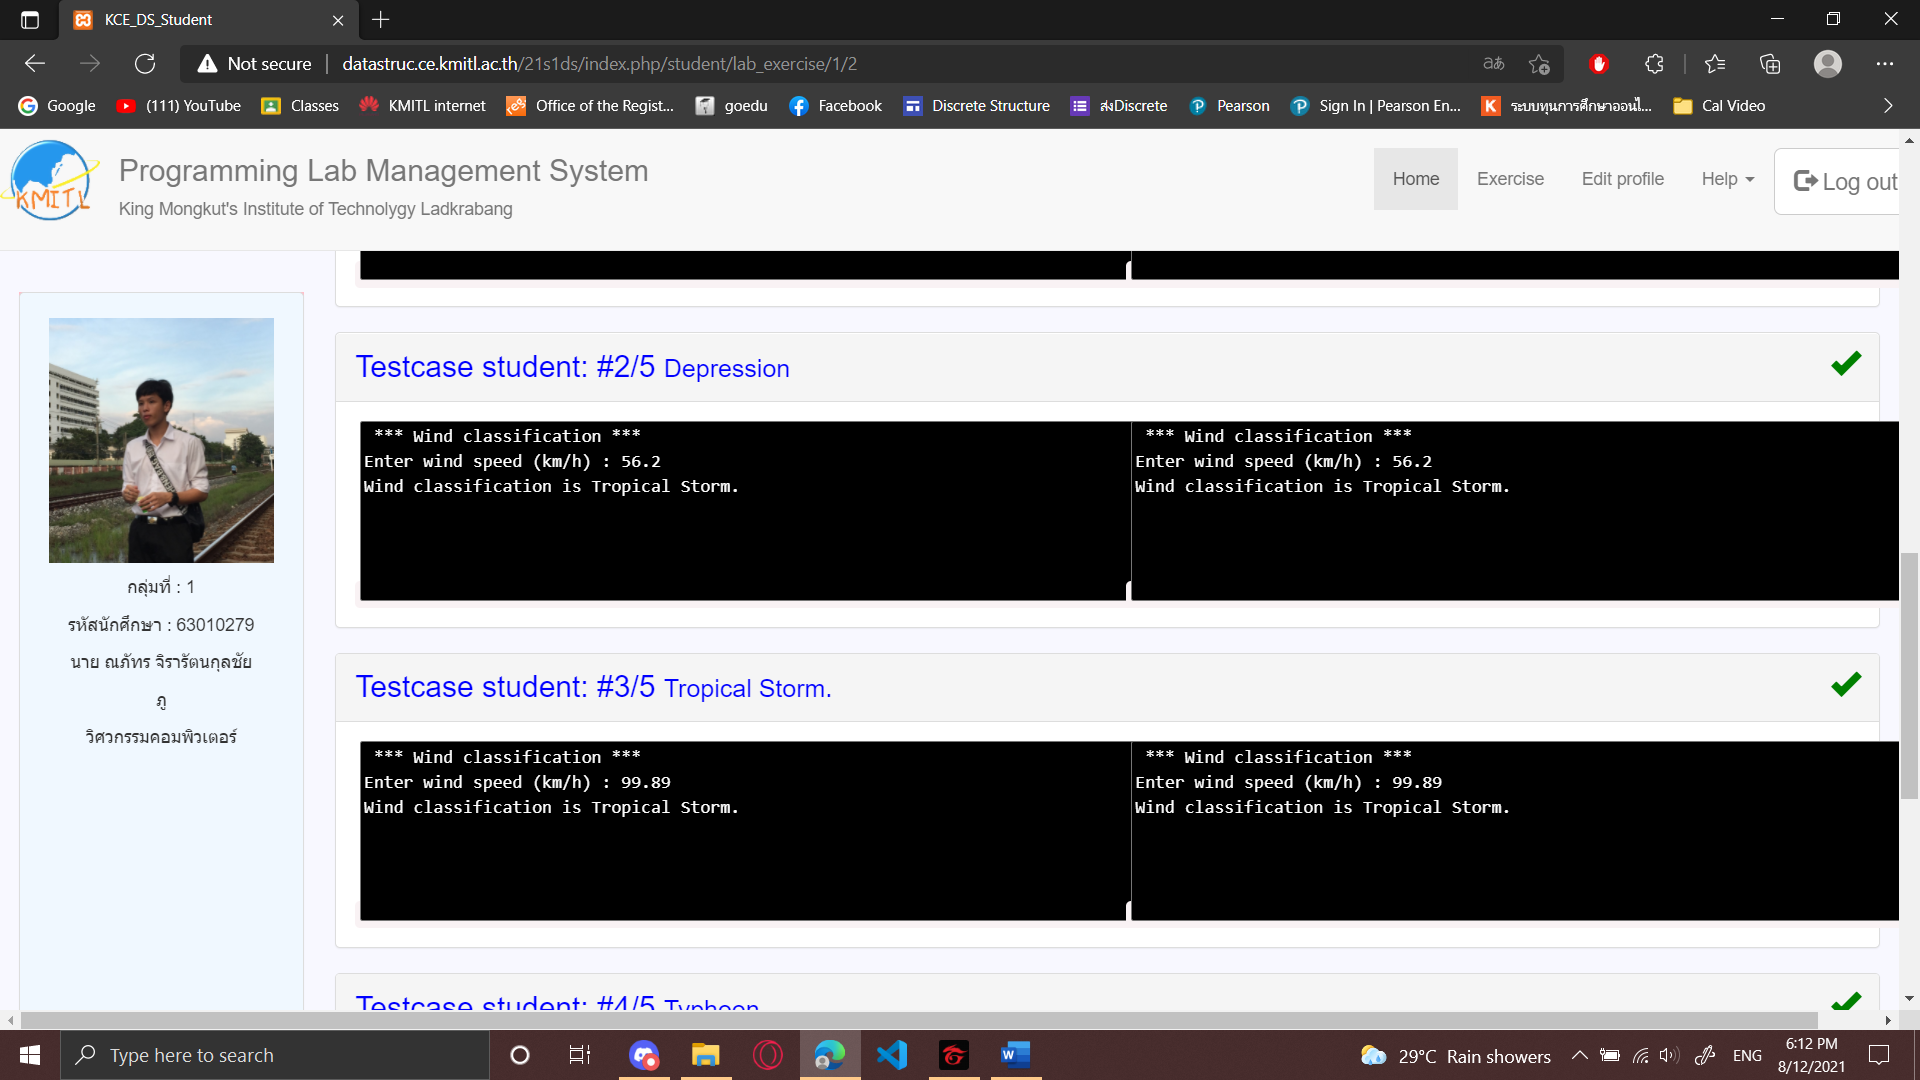 KCE_DS_Student
Not secure
datastruc.ce.kmitl.ac.th/21s1ds/index.php/student/lab_exercise/1/2
Google
(111) YouTube
Classes
KMITL internet
Office of the Regist...
goedu
Facebook
Discrete Structure
ส่งDiscrete
Pearson
Sign In | Pearson En...
ระบบทุนการศึกษาออนไ...
Cal Video
KMITL
Programming Lab Management System
King Mongkut's Institute of Technolygy Ladkrabang
Home
Exercise
Edit profile
Help
Log out
กลุ่มที่ : 1
รหัสนักศึกษา : 63010279
นาย ณภัทร จิรารัตนกุลชัย
ภู
วิศวกรรมคอมพิวเตอร์
Testcase student: #2/5 Depression
*** Wind classification ***
Enter wind speed (km/h) : 56.2
Wind classification is Tropical Storm.
*** Wind classification ***
Enter wind speed (km/h) : 56.2
Wind classification is Tropical Storm.
Testcase student: #3/5 Tropical Storm.
*** Wind classification ***
Enter wind speed (km/h) : 99.89
Wind classification is Tropical Storm.
*** Wind classification ***
Enter wind speed (km/h) : 99.89
Wind classification is Tropical Storm.
Testcase student: #4/5 Typhoon
Type here to search
29°C Rain showers
ENG
6:12 PM
8/12/2021